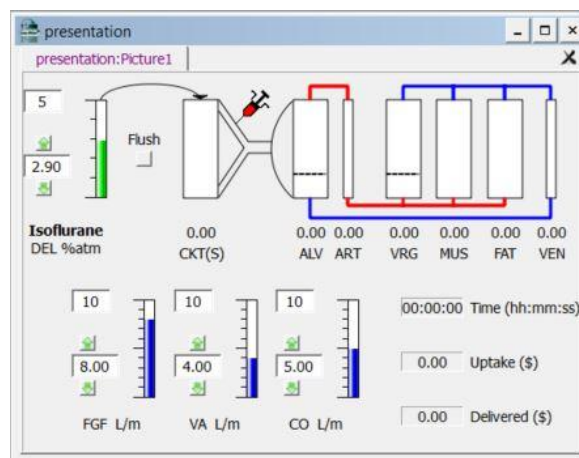 presentation
presentation:Picture1
5
Flush
2.90
Isoflurane
DEL %atm
0.00 0.00 0.00 0.00 0.00 0.00 0.00
CKT(S) ALV ART VRG MUS FAT VEN
10 10 10
00:00:00 Time (hh:mm:ss)
8.00 4.00 5.00
0.00 Uptake ($)
0.00 Delivered ($)
FGF L/m VA L/m CO L/m